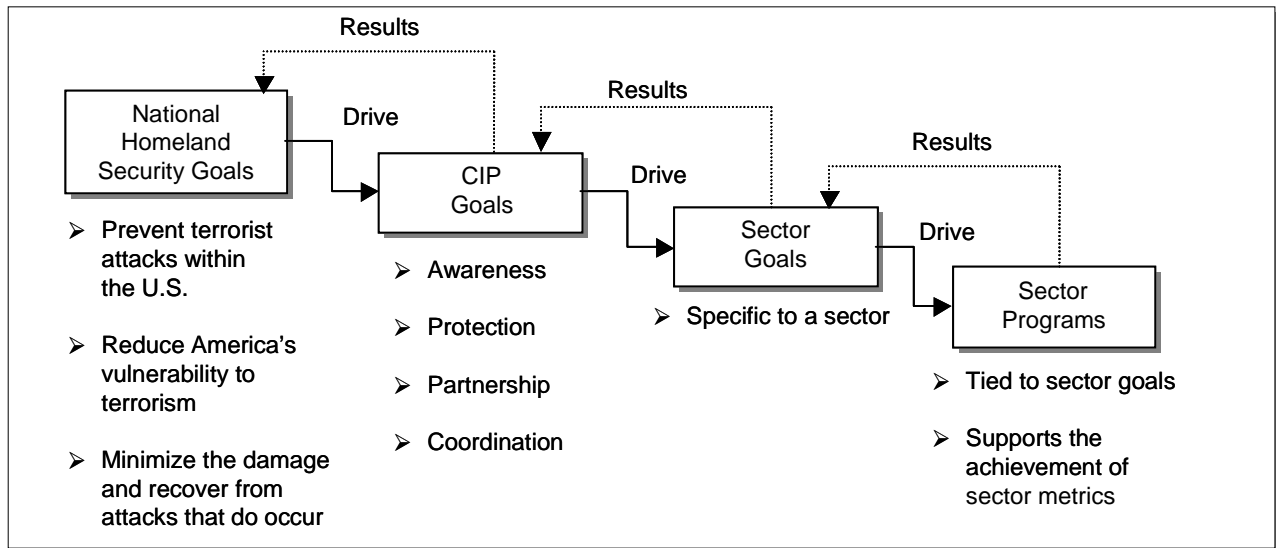 Results
National
Homeland
Security Goals
Drive
Results
CIP
Goals
Drive
Results
Sector
Goals
Drive
Sector
Programs
➢ Prevent terrorist
attacks within
the U.S.
➢ Reduce America's
vulnerability to
terrorism
➢ Minimize the damage
and recover from
attacks that do occur
➢ Awareness
➢ Protection
➢ Partnership
➢ Coordination
➢ Specific to a sector
➢ Tied to sector goals
➢ Supports the
achievement of
sector metrics